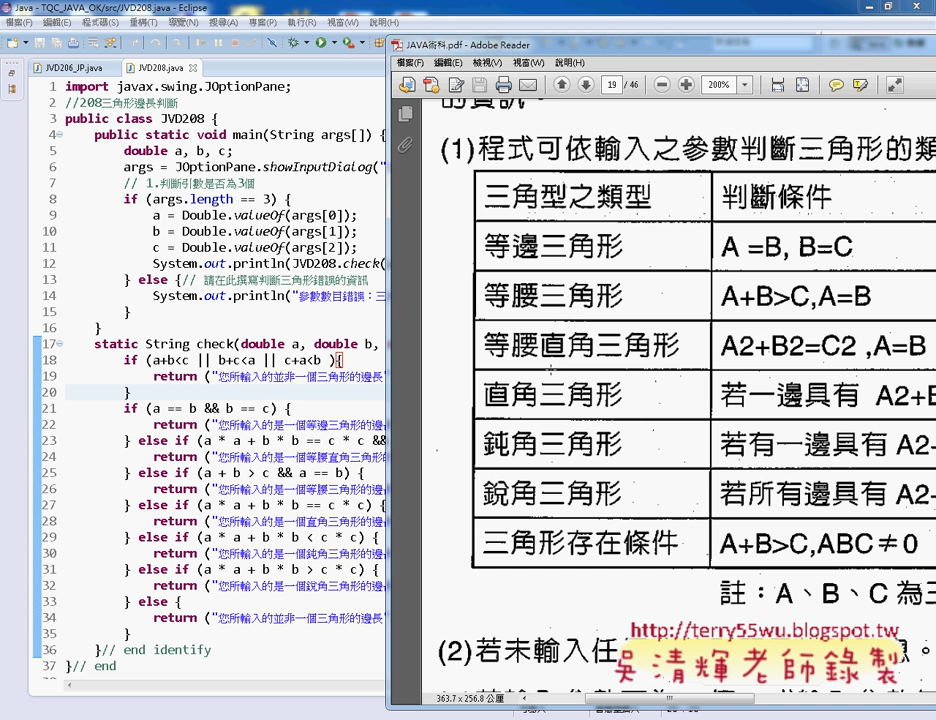 Java - TQC_JAVA_OK/src/JVD208.java - Eclipse
檔案(F) 編輯(E) 程式碼(S) 重構(T) 導覽(N) 搜尋(A) 專案(P) 執行(R) 視窗(W) 說明(H)
JVD206_JP.java JVD208.java
1 import javax.swing.JOptionPane;
2 //208三角形邊長判斷
3 public class JVD208 {
4 public static void main(String args[]) {
5 double a, b, c;
6 args = JOptionPane.showInputDialog("
7 // 1.判斷引數是否為3個
8 if (args.length == 3) {
9 a = Double.valueOf(args[0]);
10 b = Double.valueOf(args[1]);
11 c = Double.valueOf(args[2]);
12 System.out.println(JVD208.check(
13 } else {// 請在此撰寫判斷三角形錯誤的資訊
14 System.out.println("參數數目錯誤：三
15 }
16 }
17 static String check(double a, double b,
18 if (a+b<c || b+c<a || c+a<b ){
19 return ("您所輸入的並非一個三角形的邊長"
20 }
21 if (a == b && b == c) {
22 return ("您所輸入的是一個等邊三角形的邊
23 } else if (a * a + b * b == c * c &&
24 return ("您所輸入的是一個等腰直角三角形的
25 } else if (a + b > c && a == b) {
26 return ("您所輸入的是一個等腰三角形的邊
27 } else if (a * a + b * b == c * c) {
28 return ("您所輸入的是一個直角三角形的邊
29 } else if (a * a + b * b < c * c) {
30 return ("您所輸入的是一個鈍角三角形的邊
31 } else if (a * a + b * b > c * c) {
32 return ("您所輸入的是一個銳角三角形的邊
33 } else {
34 return ("您所輸入的並非一個三角形的邊長
35 }
36 }// end identify
37 }// end
JAVA術科.pdf - Adobe Reader
檔案(F) 編輯(E) 檢視(V) 視窗(W) 說明(H)
19 / 46 200%
的資訊。
(1)程式可依輸入之參數判斷三角形的類
三角型之類型 判斷條件
等邊三角形 A =B, B=C
等腰三角形 A+B>C,A=B
等腰直角三角形 A2+B2=C2 ,A=B
直角三角形 若一邊具有 A2+B
鈍角三角形 若有一邊具有 A2
銳角三角形 若所有邊具有 A2
三角形存在條件 A+B>C,ABC≠0
註：A、B、C 為三
http://terry55wu.blogspot.tw
(2)若未輸入任
吳清輝老師錄製
363.7 x 256.8 公厘